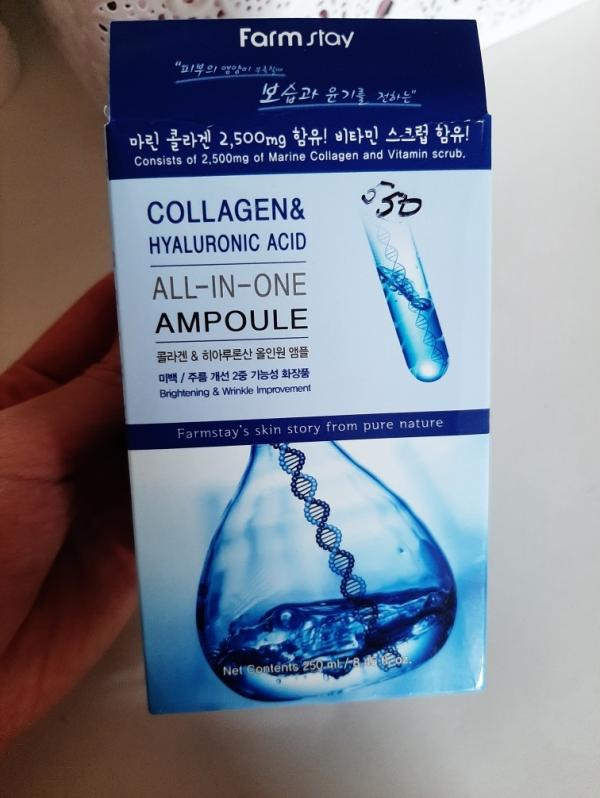 Farmstay
"피부의 영양이 부족할때
보습과 윤기를 전하는"
마린 콜라겐 2,500mg 함유! 비타민 스크럽 함유!
Consists of 2,500mg of Marine Collagen and Vitamin scrub.
COLLAGEN&
HYALURONIC ACID
ALL-IN-ONE
AMPOULE
콜라겐 & 히아루론산 올인원 앰플
미백 / 주름 개선 2중 기능성 화장품
Brightening & Wrinkle Improvement
Farmstay's skin story from pure nature
Net Contents 250 ml / 8.45 fl. oz.